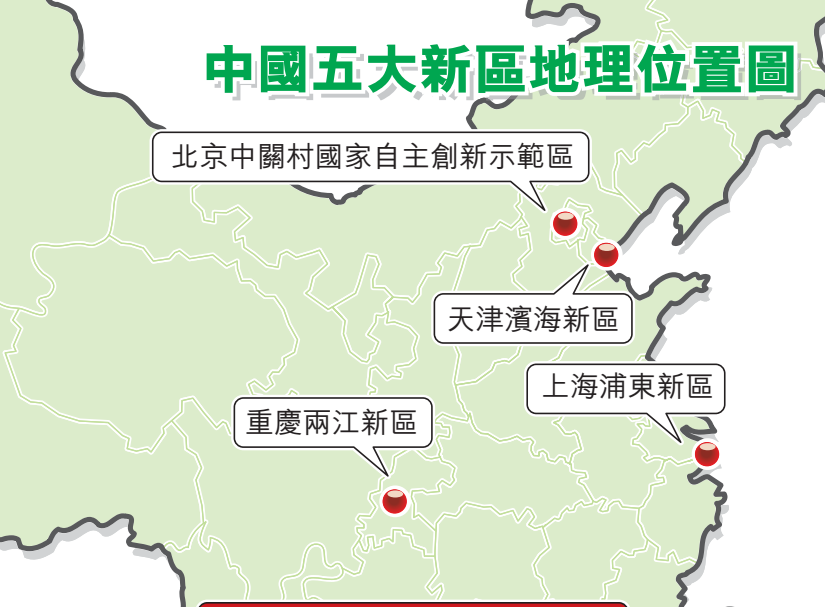 中國五大新區地理位置圖
北京中關村國家自主創新示範區
天津濱海新區
上海浦東新區
重慶兩江新區